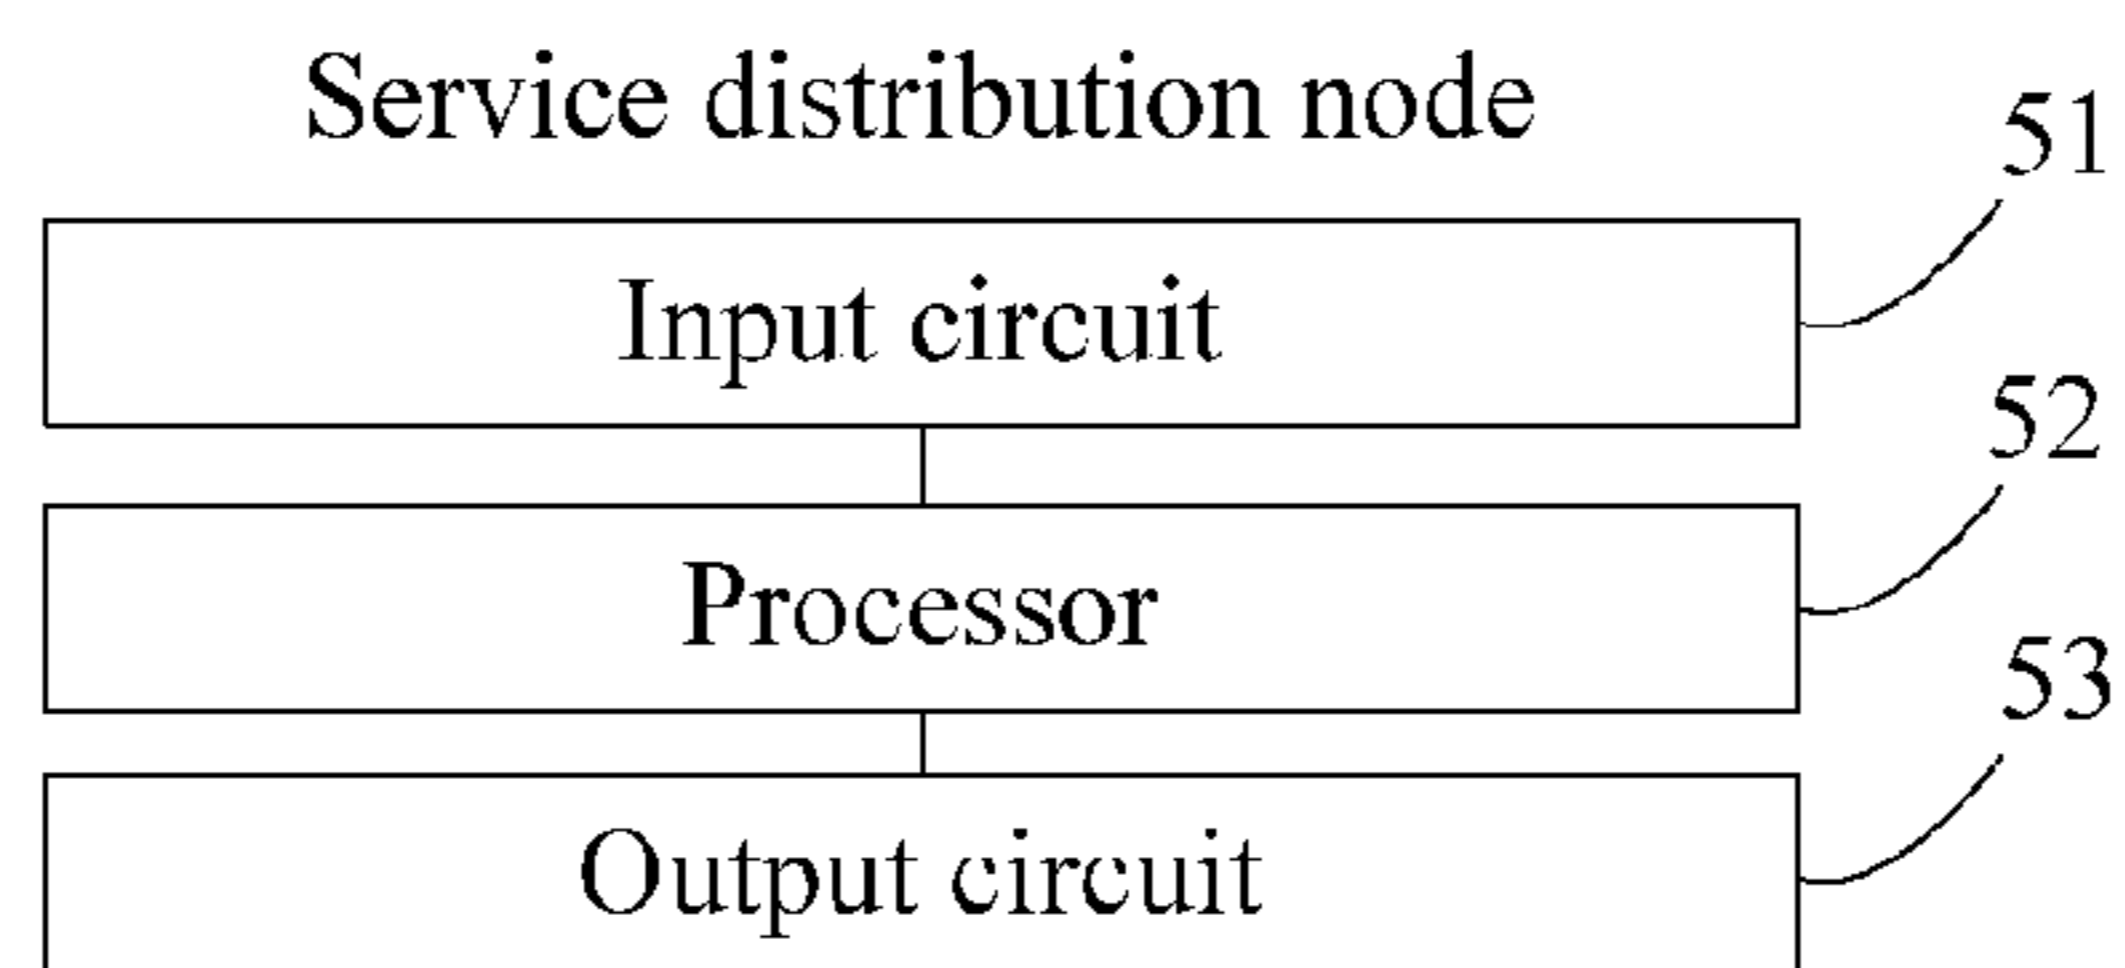 Service distribution node
51
Input circuit
52
Processor
53
Output circuit